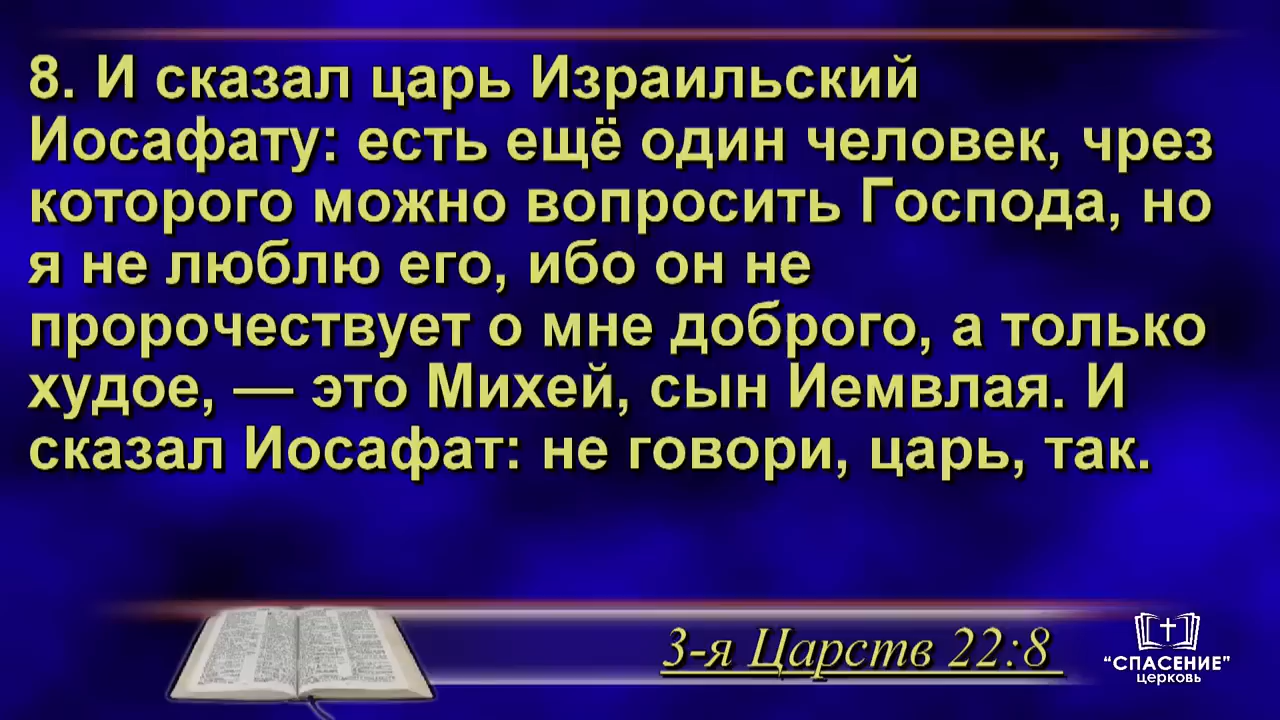 8. И сказал царь Израильский
Иосафату: есть ещё один человек, чрез
которого можно вопросить Господа, но
я не люблю его, ибо он не
пророчествует о мне доброго, а только
худое, — это Михей, сын Иемвлая. И
сказал Иосафат: не говори, царь, так.
3-я Царств 22:8
"СПАСЕНИЕ"
церковь